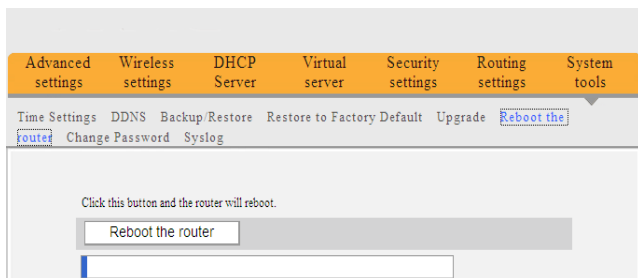 Advanced settings Wireless settings DHCP Server Virtual server Security settings Routing settings System tools
Time Settings DDNS Backup/Restore Restore to Factory Default Upgrade Reboot the
router Change Password Syslog
Click this button and the router will reboot.
Reboot the router